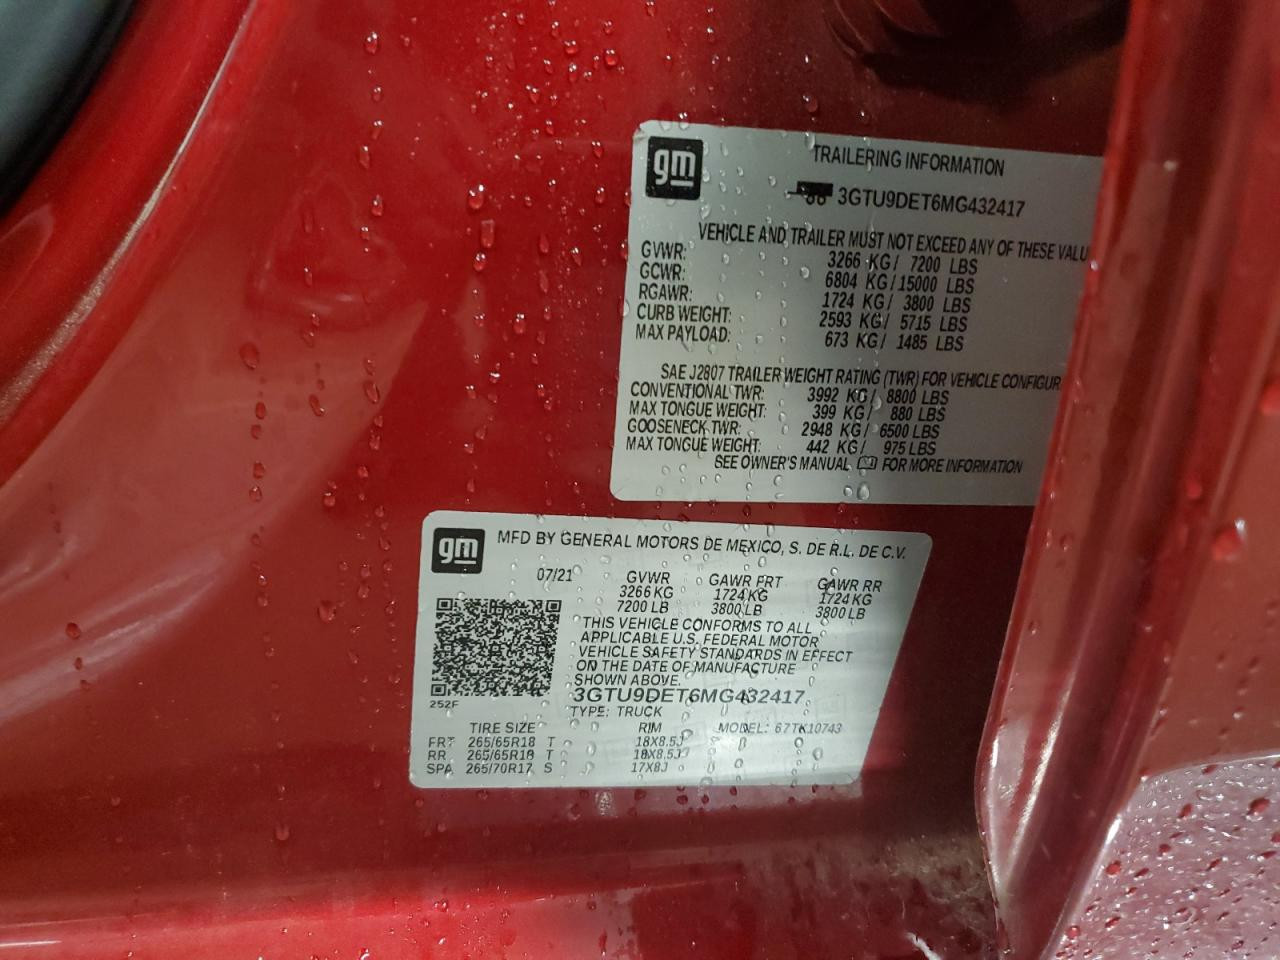 gm
TRAILERING INFORMATION
3GTU9DET6MG432417
VEHICLE AND TRAILER MUST NOT EXCEED ANY OF THESE VALU
GVWR: 3266 KG/ 7200 LBS
GCWR: 6804 KG/15000 LBS
RGAWR: 1724 KG/ 3800 LBS
CURB WEIGHT: 2593 KG/ 5715 LBS
MAX PAYLOAD: 673 KG/ 1485 LBS
SAE J2807 TRAILER WEIGHT RATING (TWR) FOR VEHICLE CONFIGUR
CONVENTIONAL TWR: 3992 KG/ 8800 LBS
MAX TONGUE WEIGHT: 399 KG/ 880 LBS
GOOSENECK TWR: 2948 KG/ 6500 LBS
MAX TONGUE WEIGHT: 442 KG/ 975 LBS
SEE OWNER'S MANUAL FOR MORE INFORMATION
gm
MFD BY GENERAL MOTORS DE MEXICO, S. DE R.L. DE C.V.
07/21 GVWR GAWR FRT GAWR RR
3266 KG 1724 KG 1724 KG
7200 LB 3800 LB 3800 LB
THIS VEHICLE CONFORMS TO ALL
APPLICABLE U.S. FEDERAL MOTOR
VEHICLE SAFETY STANDARDS IN EFFECT
ON THE DATE OF MANUFACTURE
SHOWN ABOVE.
3GTU9DET6MG432417
252F
TYPE: TRUCK
TIRE SIZE RIM MODEL: 67TK10743
FRT 265/65R18 T 18X8.5J
RR 265/65R18 T 18X8.5J
SPA 265/70R17 S 17X8J